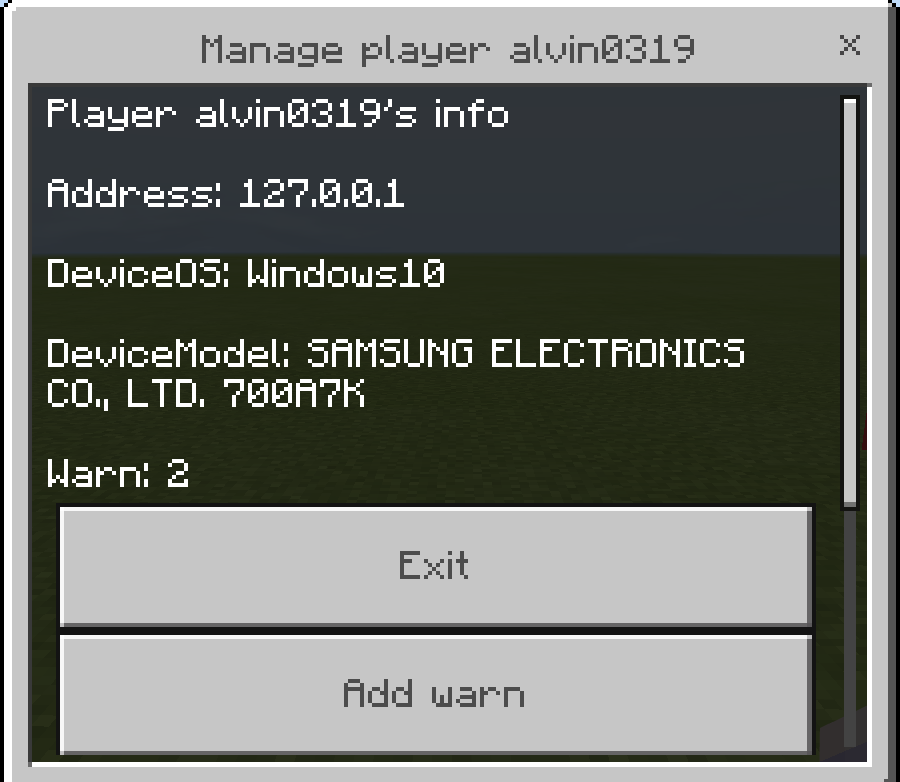 Manage player alvin0319
X
Player alvin0319's info
Address: 127.0.0.1
DeviceOS: Windows10
DeviceModel: SAMSUNG ELECTRONICS
CO., LTD. 700A7K
Warn: 2
Exit
Add warn